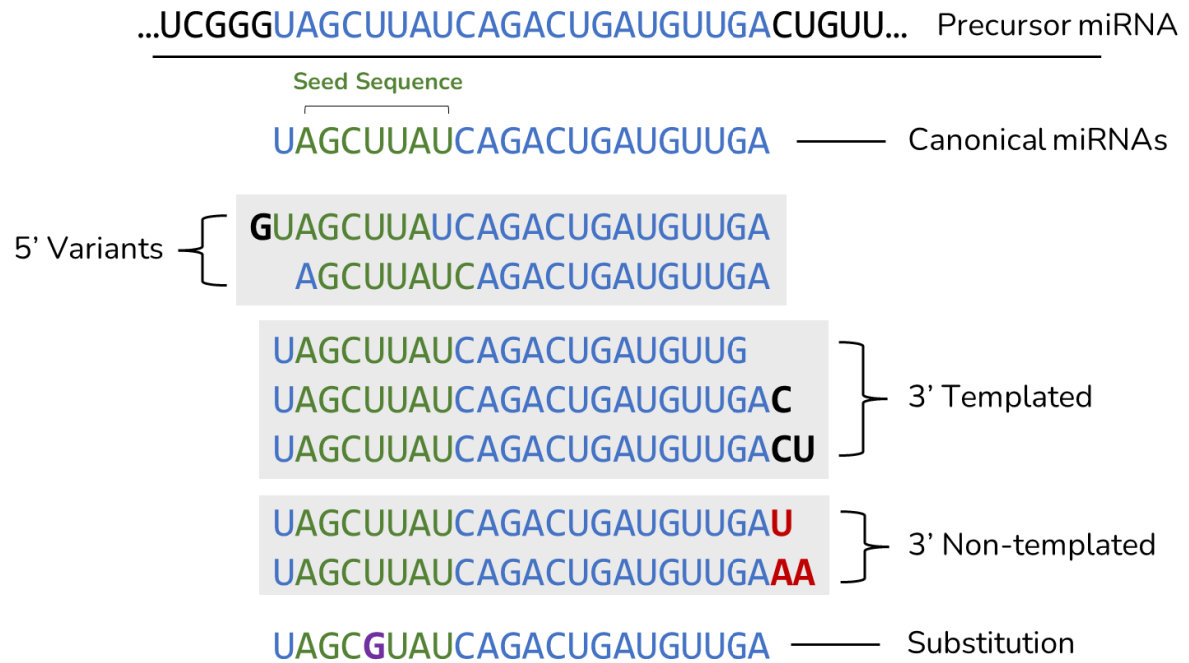 ...UCGGGUAGCUUAUCAGACUGAUGUUGACUGUU... Precursor miRNA
Seed Sequence
UAGCUUAUCAGACUGAUGUUGA Canonical miRNAs
5’ Variants
GUAGCUUAUCAGACUGAUGUUGA
AGCUUAUCAGACUGAUGUUGA
UAGCUUAUCAGACUGAUGUUG
UAGCUUAUCAGACUGAUGUUGAC
3’ Templated
UAGCUUAUCAGACUGAUGUUGACU
UAGCUUAUCAGACUGAUGUUGAU
3’ Non-templated
UAGCUUAUCAGACUGAUGUUGAAA
UAGCGUAUCAGACUGAUGUUGA Substitution